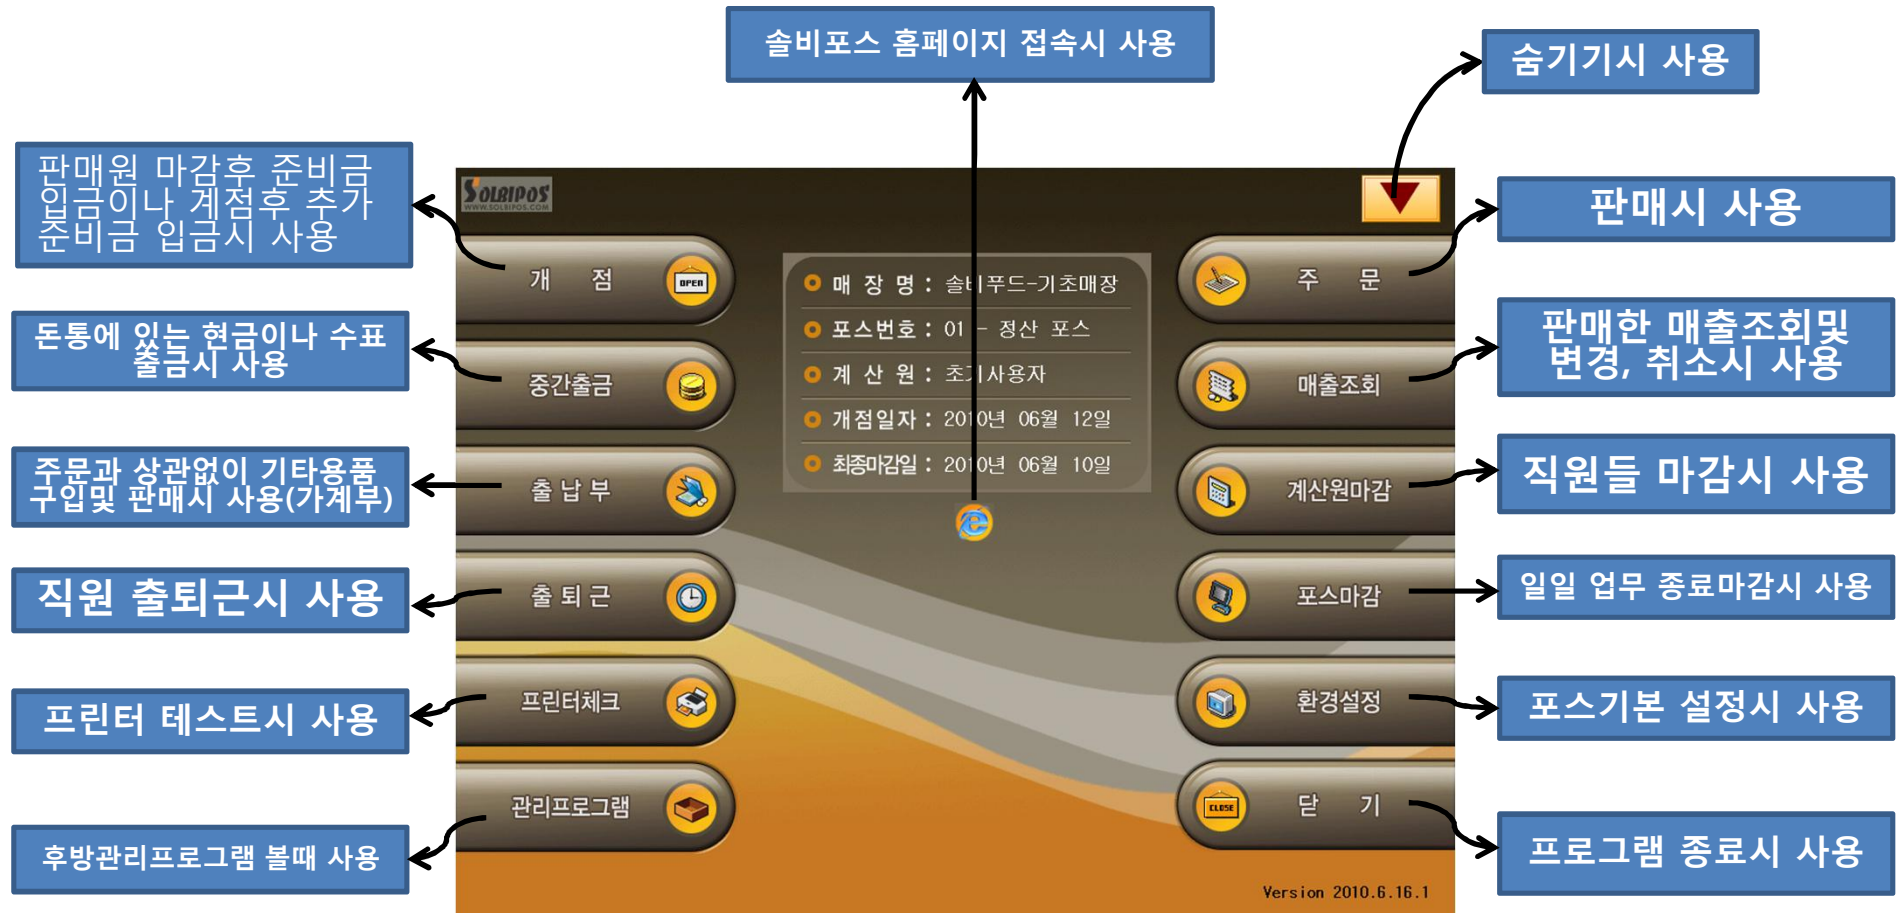 솔비포스 홈페이지 접속시 사용
숨기기시 사용
판매원 마감후 준비금
입금이나 계점후 추가
준비금 입금시 사용
돈통에 있는 현금이나 수표
출금시 사용
주문과 상관없이 기타용품
구입및 판매시 사용(가계부)
직원 출퇴근시 사용
프린터 테스트시 사용
후방관리프로그램 볼때 사용
SOLBIPOS
WWW.SOLBIPOS.COM
개 점
OPEN
중간출금
출 납 부
출 퇴 근
프린터체크
관리프로그램
매 장 명 : 솔비푸드-기초매장
포스번호 : 01 - 정산 포스
계 산 원 : 초기사용자
개점일자 : 2010년 06월 12일
최종마감일 : 2010년 06월 10일
주 문
매출조회
계산원마감
포스마감
환경설정
CLOSE
닫 기
Version 2010.6.16.1
판매시 사용
판매한 매출조회및
변경, 취소시 사용
직원들 마감시 사용
일일 업무 종료마감시 사용
포스기본 설정시 사용
프로그램 종료시 사용